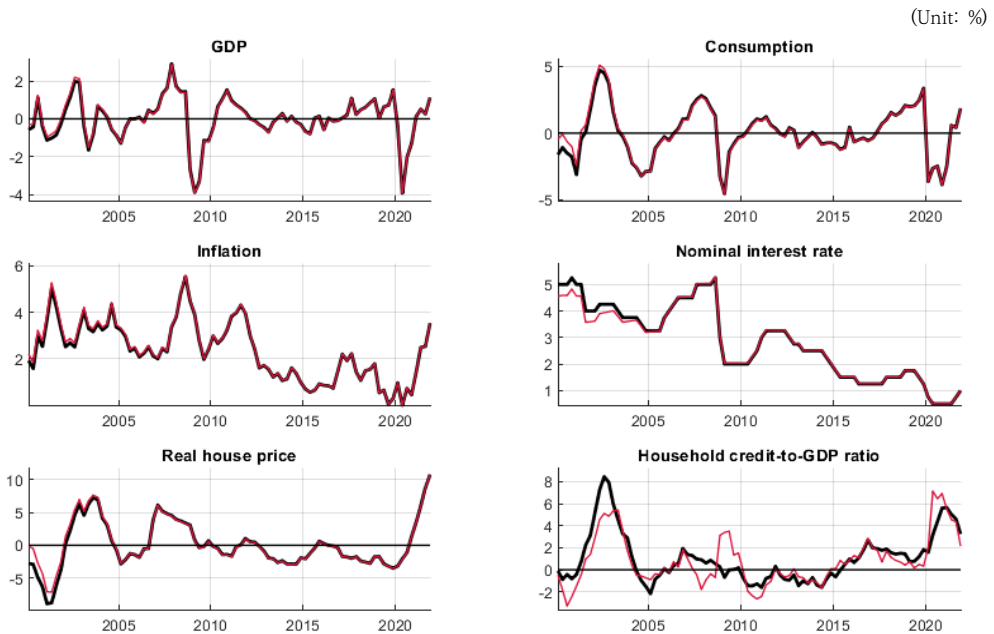 (Unit: %)
GDP
2
0
-2
-4
2005 2010 2015 2020
Consumption
5
0
-5
2005 2010 2015 2020
Inflation
6
4
2
2005 2010 2015 2020
Nominal interest rate
5
4
3
2
1
2005 2010 2015 2020
Real house price
10
5
0
-5
2005 2010 2015 2020
Household credit-to-GDP ratio
8
6
4
2
0
-2
2005 2010 2015 2020